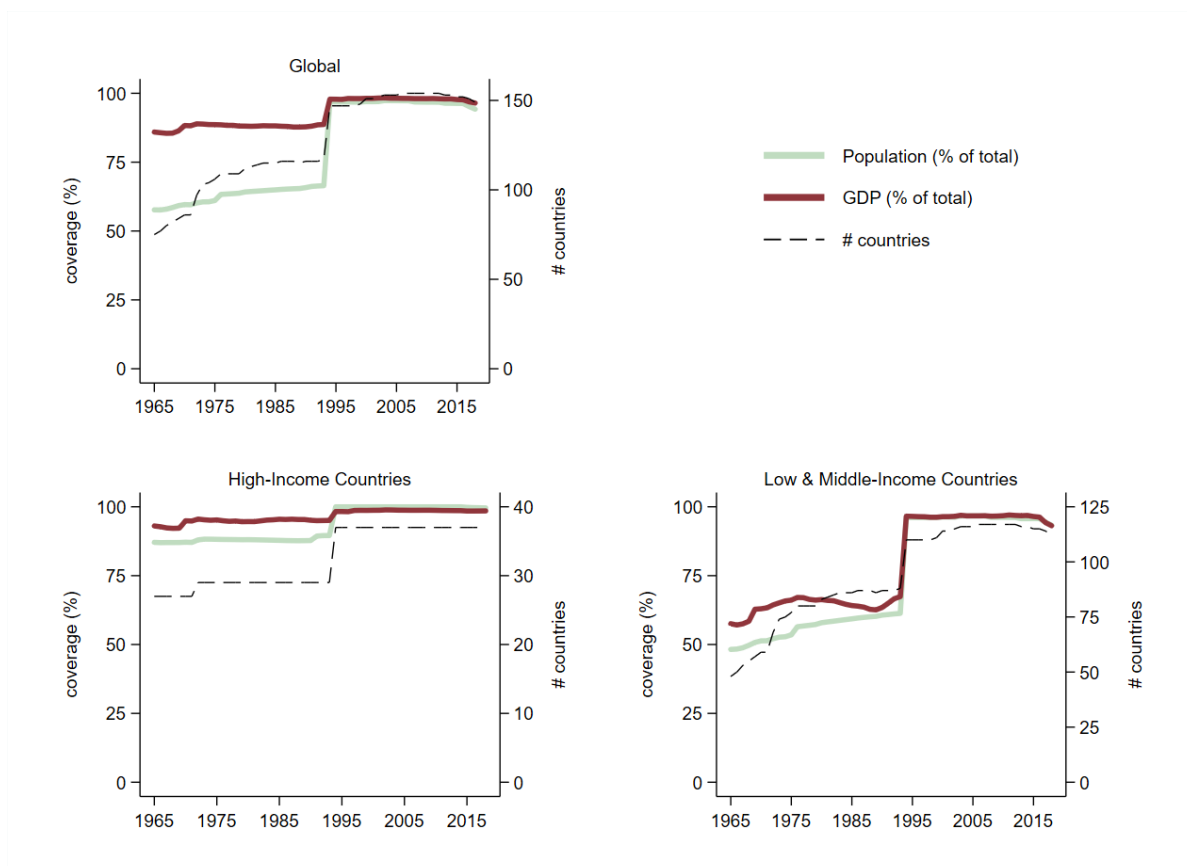 Global
100
75
50
25
0
coverage (%)
150
100
50
0
# countries
1965 1975 1985 1995 2005 2015
Population (% of total)
GDP (% of total)
# countries
High-Income Countries
100
75
50
25
0
coverage (%)
40
30
20
10
0
# countries
1965 1975 1985 1995 2005 2015
Low & Middle-Income Countries
100
75
50
25
0
coverage (%)
125
100
75
50
25
0
# countries
1965 1975 1985 1995 2005 2015